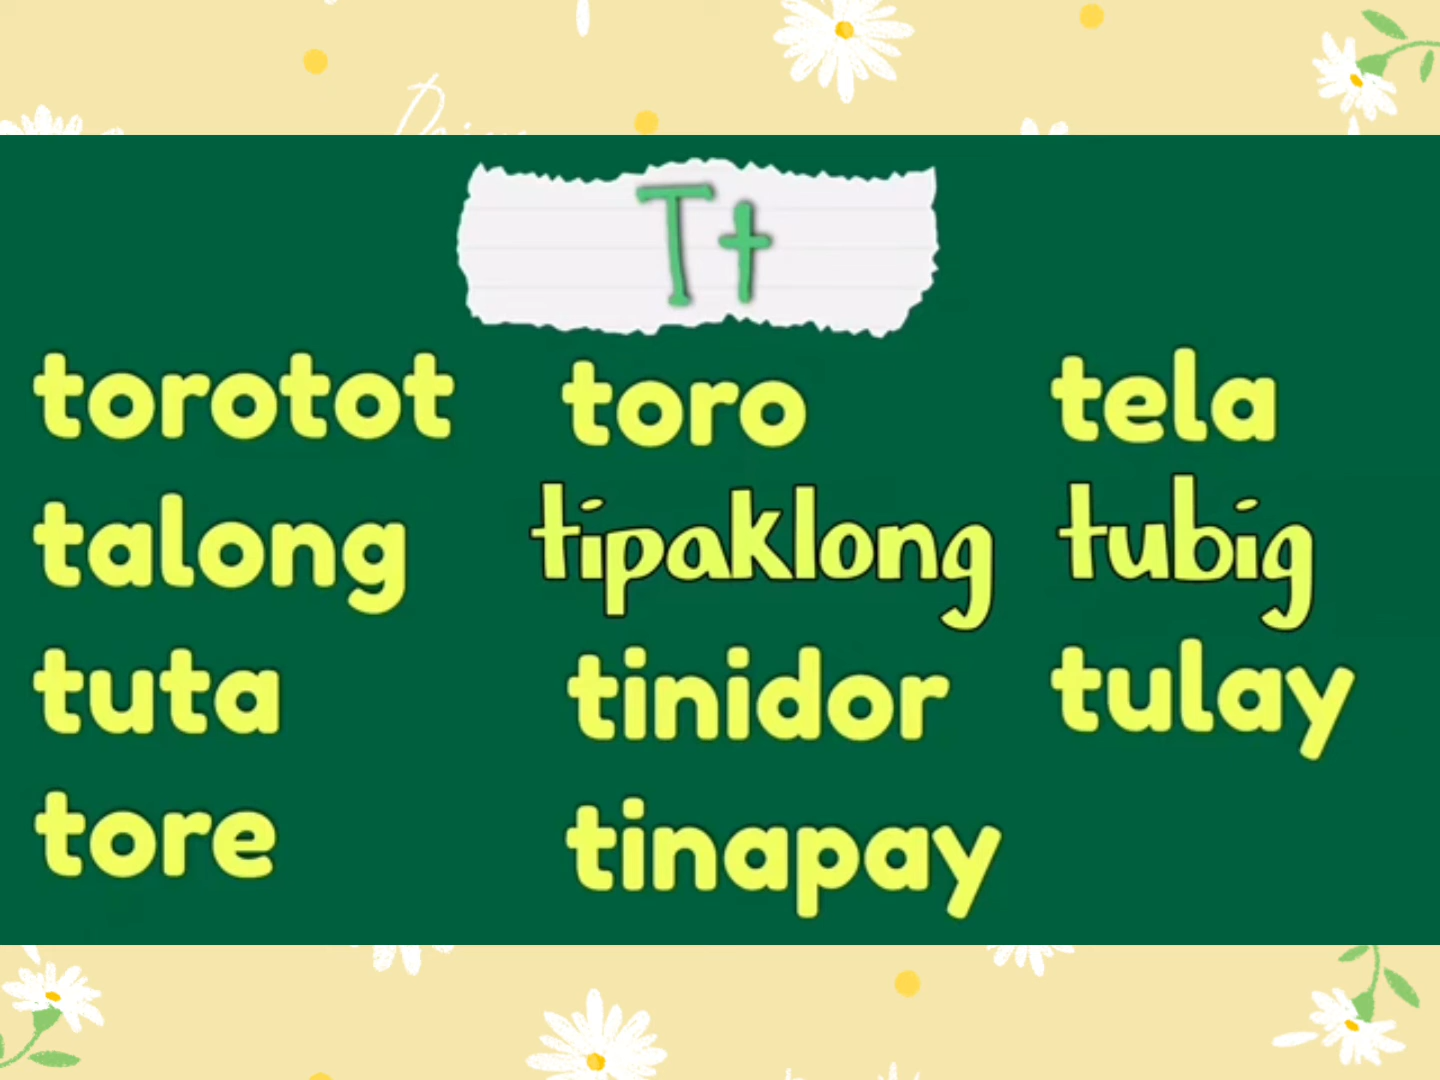 Tt
torotot toro tela
talong tipaklong tubig
tuta tinidor tulay
tore tinapay